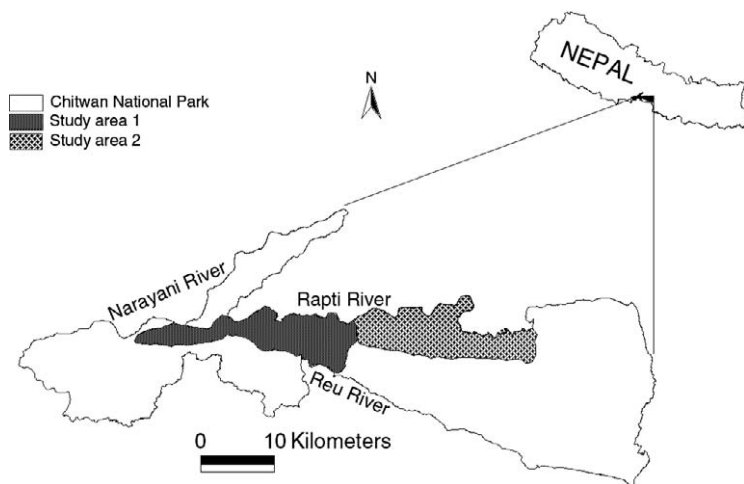 NEPAL
N
Chitwan National Park
Study area 1
Study area 2
Narayani River
Rapti River
Reu River
0 10 Kilometers